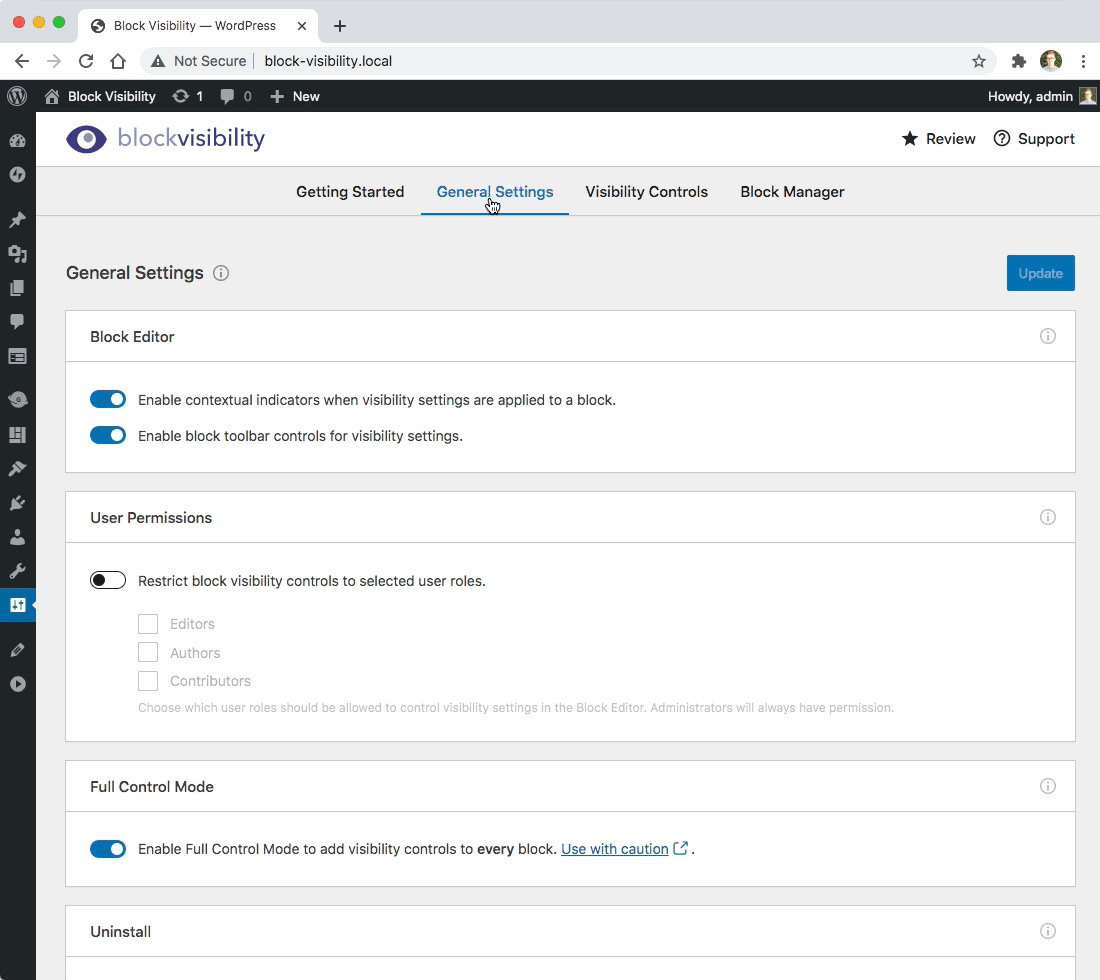 Block Visibility — WordPress
Not Secure | block-visibility.local
Block Visibility 1 0 New Howdy, admin
blockvisibility Review Support
Getting Started General Settings Visibility Controls Block Manager
General Settings Update
Block Editor
Enable contextual indicators when visibility settings are applied to a block.
Enable block toolbar controls for visibility settings.
User Permissions
Restrict block visibility controls to selected user roles.
Editors
Authors
Contributors
Choose which user roles should be allowed to control visibility settings in the Block Editor. Administrators will always have permission.
Full Control Mode
Enable Full Control Mode to add visibility controls to every block. Use with caution .
Uninstall